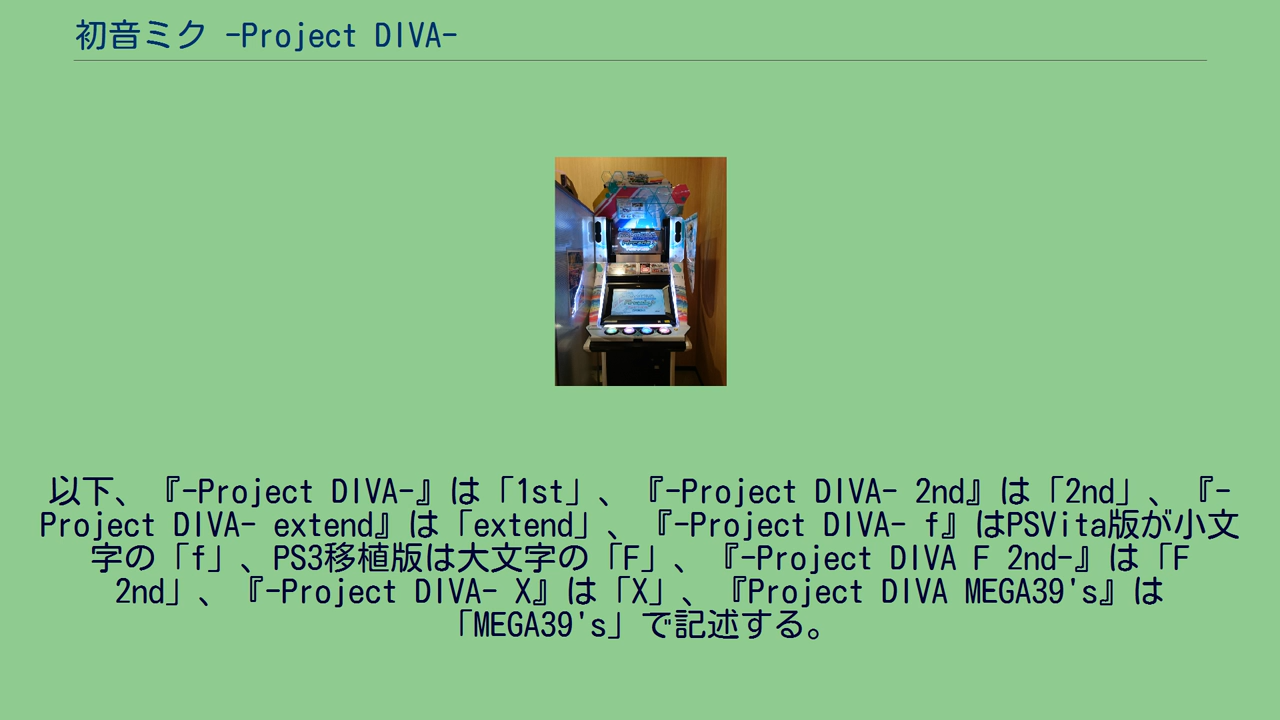 初音ミク -Project DIVA-
以下、『-Project DIVA-』は「1st」、『-Project DIVA- 2nd』は「2nd」、『-
Project DIVA- extend』は「extend」、『-Project DIVA- f』はPSVita版が小文
字の「f」、PS3移植版は大文字の「F」、『-Project DIVA F 2nd-』は「F
2nd」、『-Project DIVA- X』は「X」、『Project DIVA MEGA39's』は
「MEGA39's」で記述する。